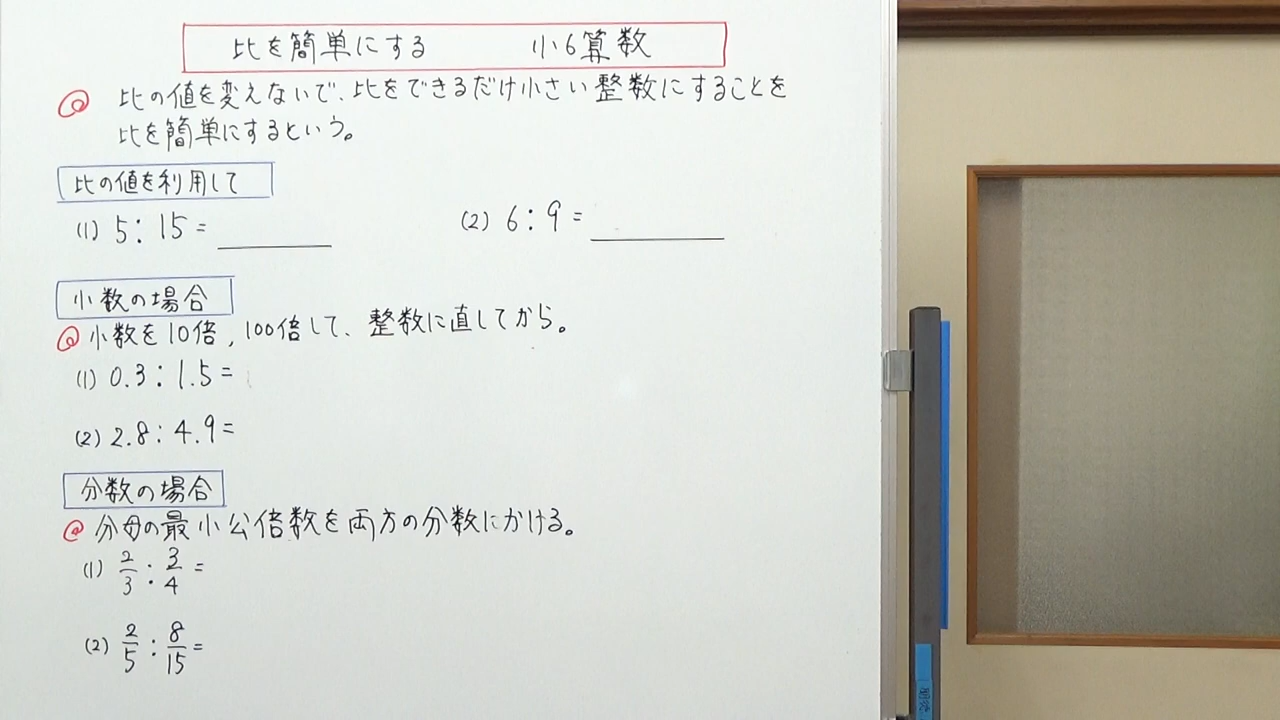 比を簡単にする 小6算数
比の値を変えないで、比をできるだけ小さい整数にすることを
比を簡単にするという。
比の値を利用して
(1) 5:15=
(2) 6:9=
小数の場合
小数を10倍,100倍して、整数に直してから。
(1) 0.3:1.5=
(2) 2.8:4.9=
分数の場合
分母の最小公倍数を両方の分数にかける。
(1) 2/3:3/4=
(2) 2/5:8/15=